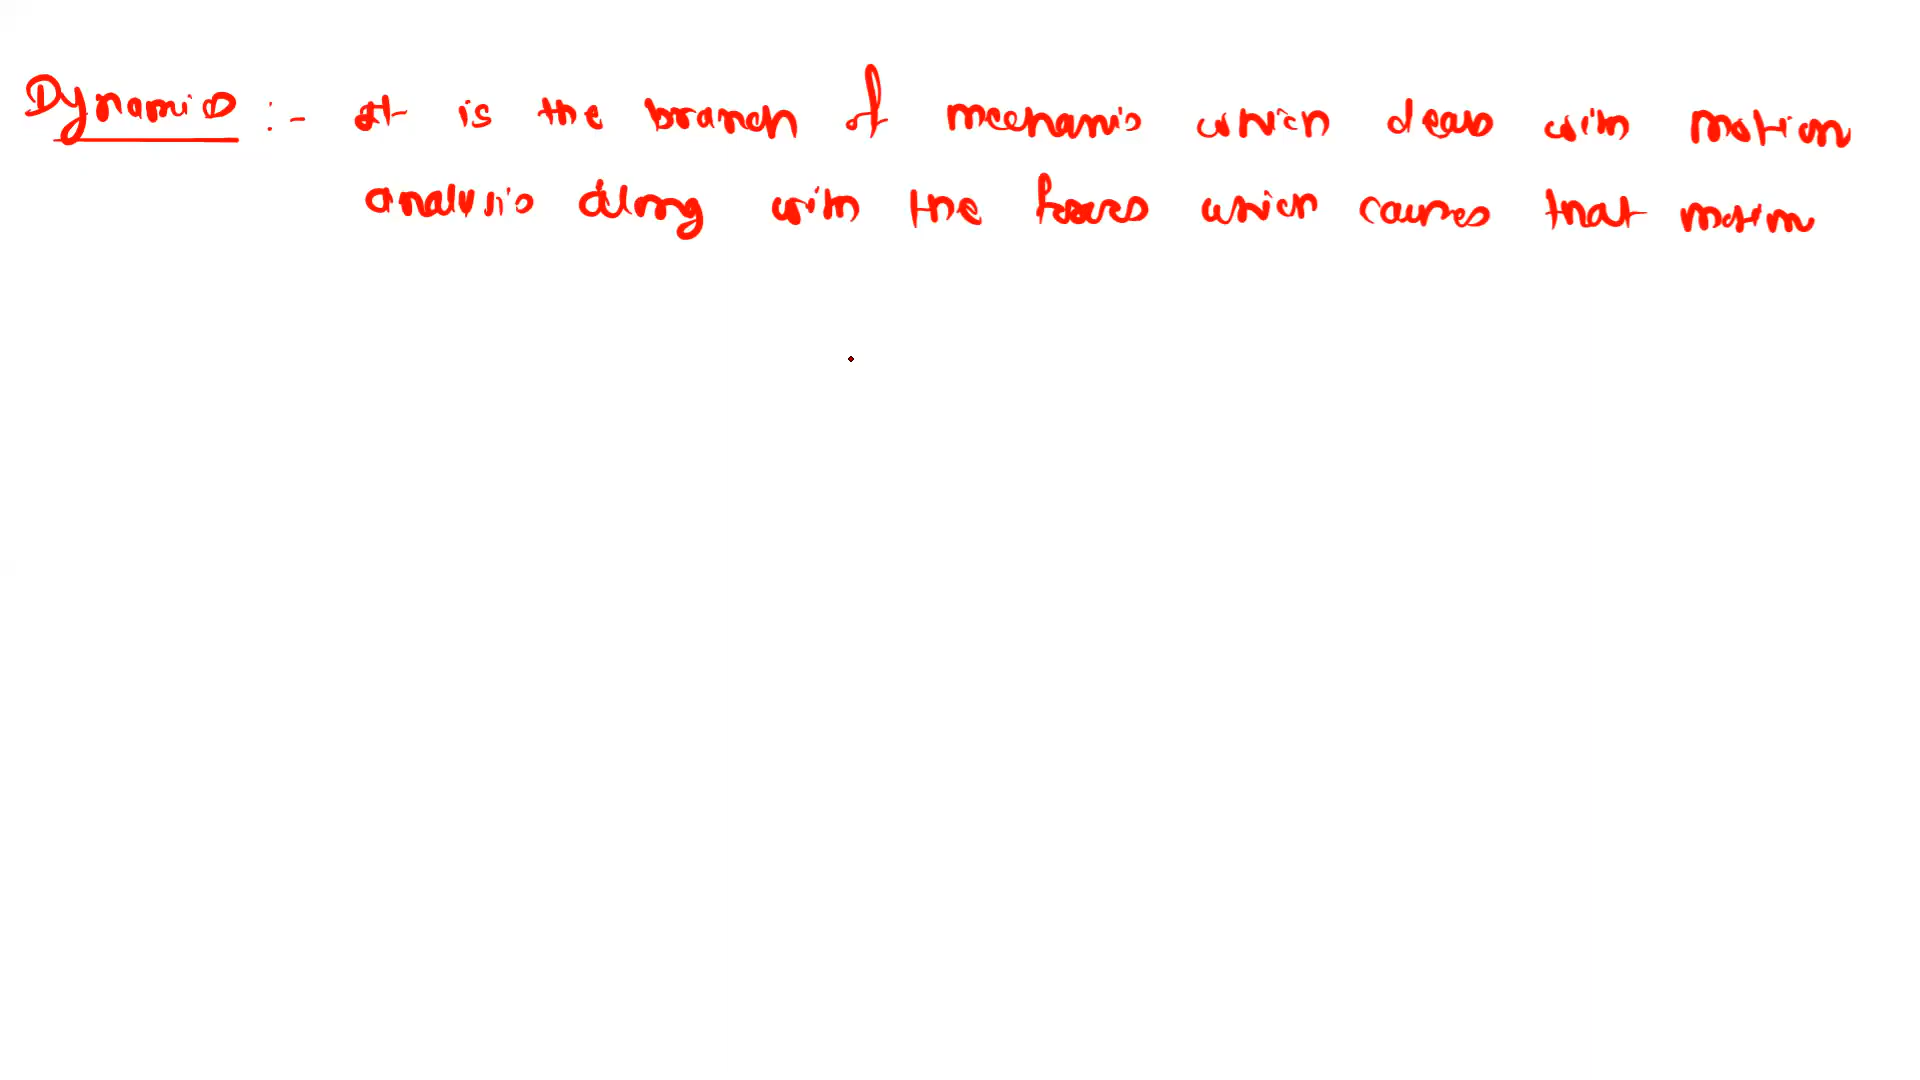 Dynamics :- It is the branch of mechanics which deals with motion
analysis along with the forces which causes that motion